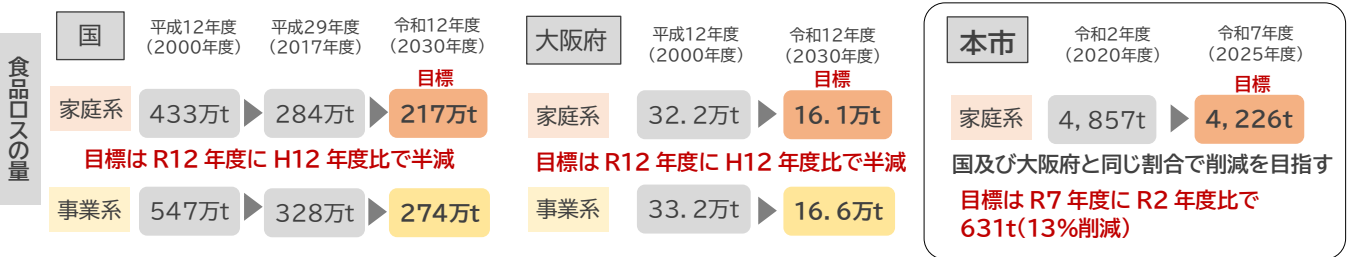 食品ロスの量
国
平成12年度
(2000年度)
平成29年度
(2017年度)
令和12年度
(2030年度)
目標
家庭系
433万t
284万t
217万t
目標は R12 年度に H12 年度比で半減
事業系
547万t
328万t
274万t
大阪府
平成12年度
(2000年度)
令和12年度
(2030年度)
目標
家庭系
32.2万t
16.1万t
目標は R12 年度に H12 年度比で半減
事業系
33.2万t
16.6万t
本市
令和2年度
(2020年度)
令和7年度
(2025年度)
目標
家庭系
4,857t
4,226t
国及び大阪府と同じ割合で削減を目指す
目標は R7 年度に R2 年度比で
631t(13%削減)